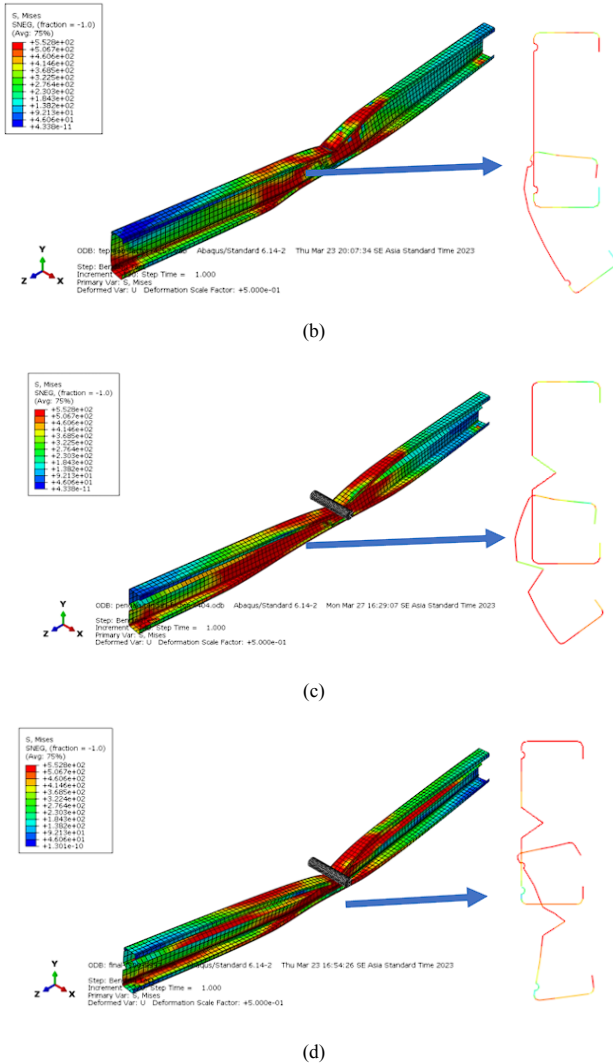 S, Mises
SNEG, (fraction = -1.0)
(Avg: 75%)
+5.528e+02
+5.067e+02
+4.606e+02
+4.146e+02
+3.685e+02
+3.225e+02
+2.764e+02
+2.303e+02
+1.843e+02
+1.382e+02
+9.213e+01
+4.606e+01
+4.338e-11
Y
Z X
ODB: Abaqus/Standard 6.14-2 Thu Mar 23 20:07:34 SE Asia Standard Time 2023
Step:
Increment Step Time = 1.000
Primary Var: S, Mises
Deformed Var: U Deformation Scale Factor: +5.000e-01
(b)
S, Mises
SNEG, (fraction = -1.0)
(Avg: 75%)
+5.528e+02
+5.067e+02
+4.606e+02
+4.146e+02
+3.685e+02
+3.225e+02
+2.764e+02
+2.303e+02
+1.843e+02
+1.382e+02
+9.213e+01
+4.606e+01
+4.338e-11
Y
Z X
ODB: Abaqus/Standard 6.14-2 Mon Mar 27 16:29:07 SE Asia Standard Time 2023
Step:
Increment Step Time = 1.000
Primary Var: S, Mises
Deformed Var: U Deformation Scale Factor: +5.000e-01
(c)
S, Mises
SNEG, (fraction = -1.0)
(Avg: 75%)
+5.528e+02
+5.067e+02
+4.606e+02
+4.146e+02
+3.685e+02
+3.224e+02
+2.764e+02
+2.303e+02
+1.843e+02
+1.382e+02
+9.213e+01
+4.606e+01
+1.301e-10
Y
Z X
ODB: Abaqus/Standard 6.14-2 Thu Mar 23 16:54:26 SE Asia Standard Time 2023
Step:
Increment Step Time = 1.000
Primary Var: S, Mises
Deformed Var: U Deformation Scale Factor: +5.000e-01
(d)